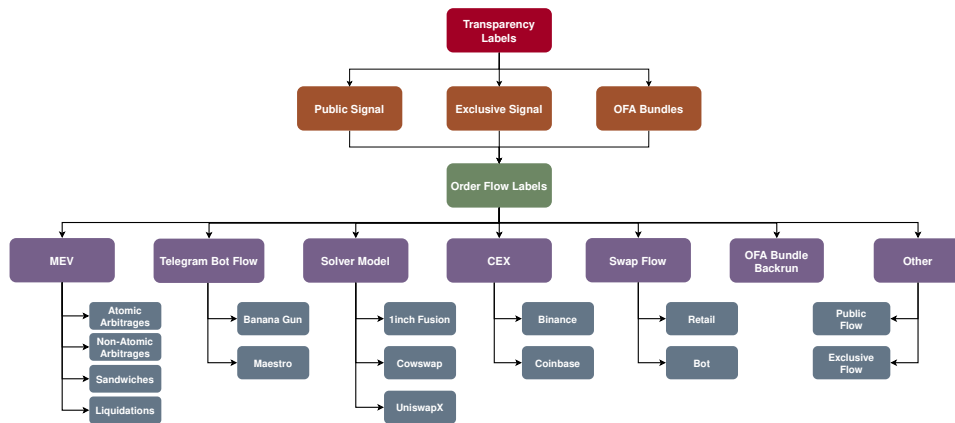 Transparency
Labels
Public Signal
Exclusive Signal
OFA Bundles
Order Flow Labels
MEV
Telegram Bot Flow
Solver Model
CEX
Swap Flow
OFA Bundle
Backrun
Other
Atomic
Arbitrages
Non-Atomic
Arbitrages
Sandwiches
Liquidations
Banana Gun
Maestro
1inch Fusion
Cowswap
UniswapX
Binance
Coinbase
Retail
Bot
Public
Flow
Exclusive
Flow